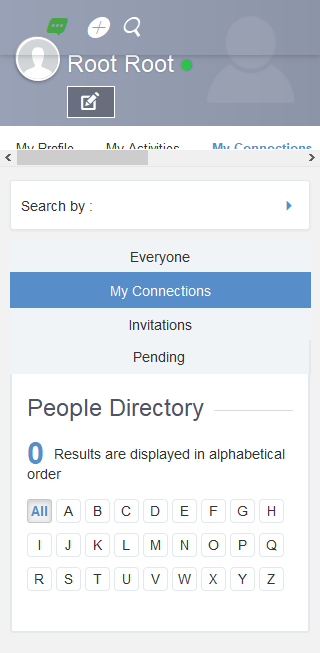 Root Root
My Profile My Activities My Connections
Search by :
Everyone
My Connections
Invitations
Pending
People Directory
0 Results are displayed in alphabetical
order
All A B C D E F G H
I J K L M N O P Q
R S T U V W X Y Z